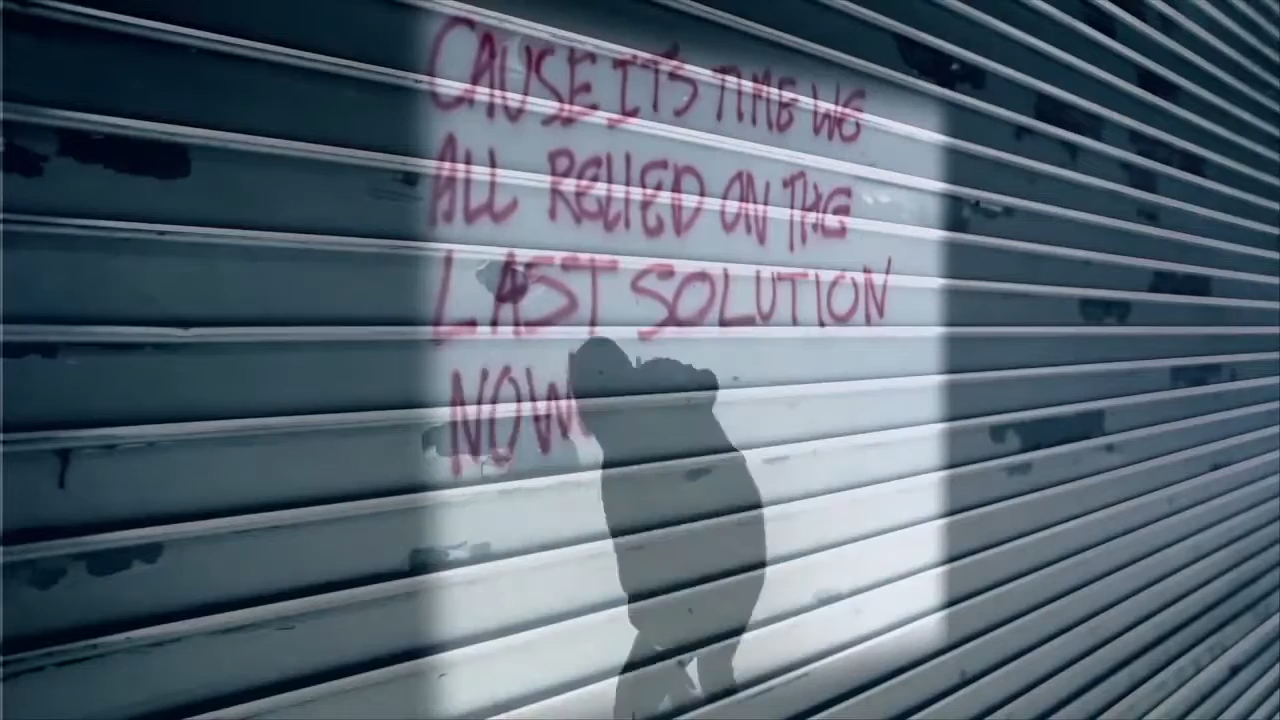 CAUSE ITS TIME WE
ALL RELIED ON THE
LAST SOLUTION
NOW